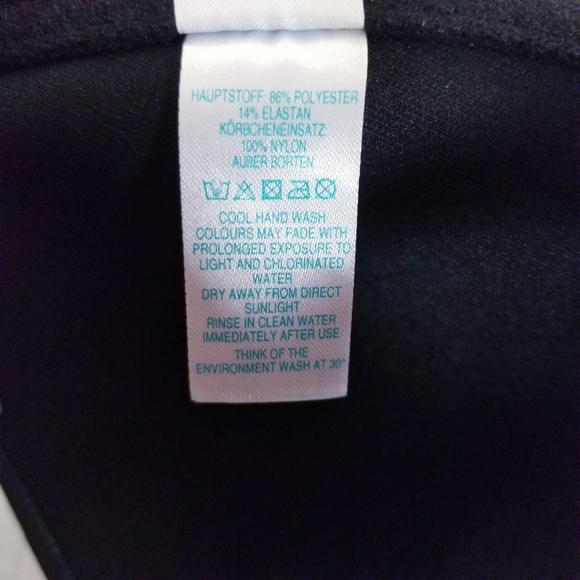 HAUPTSTOFF: 86% POLYESTER
14% ELASTAN
KÖRBCHENEINSATZ:
100% NYLON
AUßER BORTEN
COOL HAND WASH
COLOURS MAY FADE WITH
PROLONGED EXPOSURE TO
LIGHT AND CHLORINATED
WATER
DRY AWAY FROM DIRECT
SUNLIGHT
RINSE IN CLEAN WATER
IMMEDIATELY AFTER USE
THINK OF THE
ENVIRONMENT WASH AT 30°